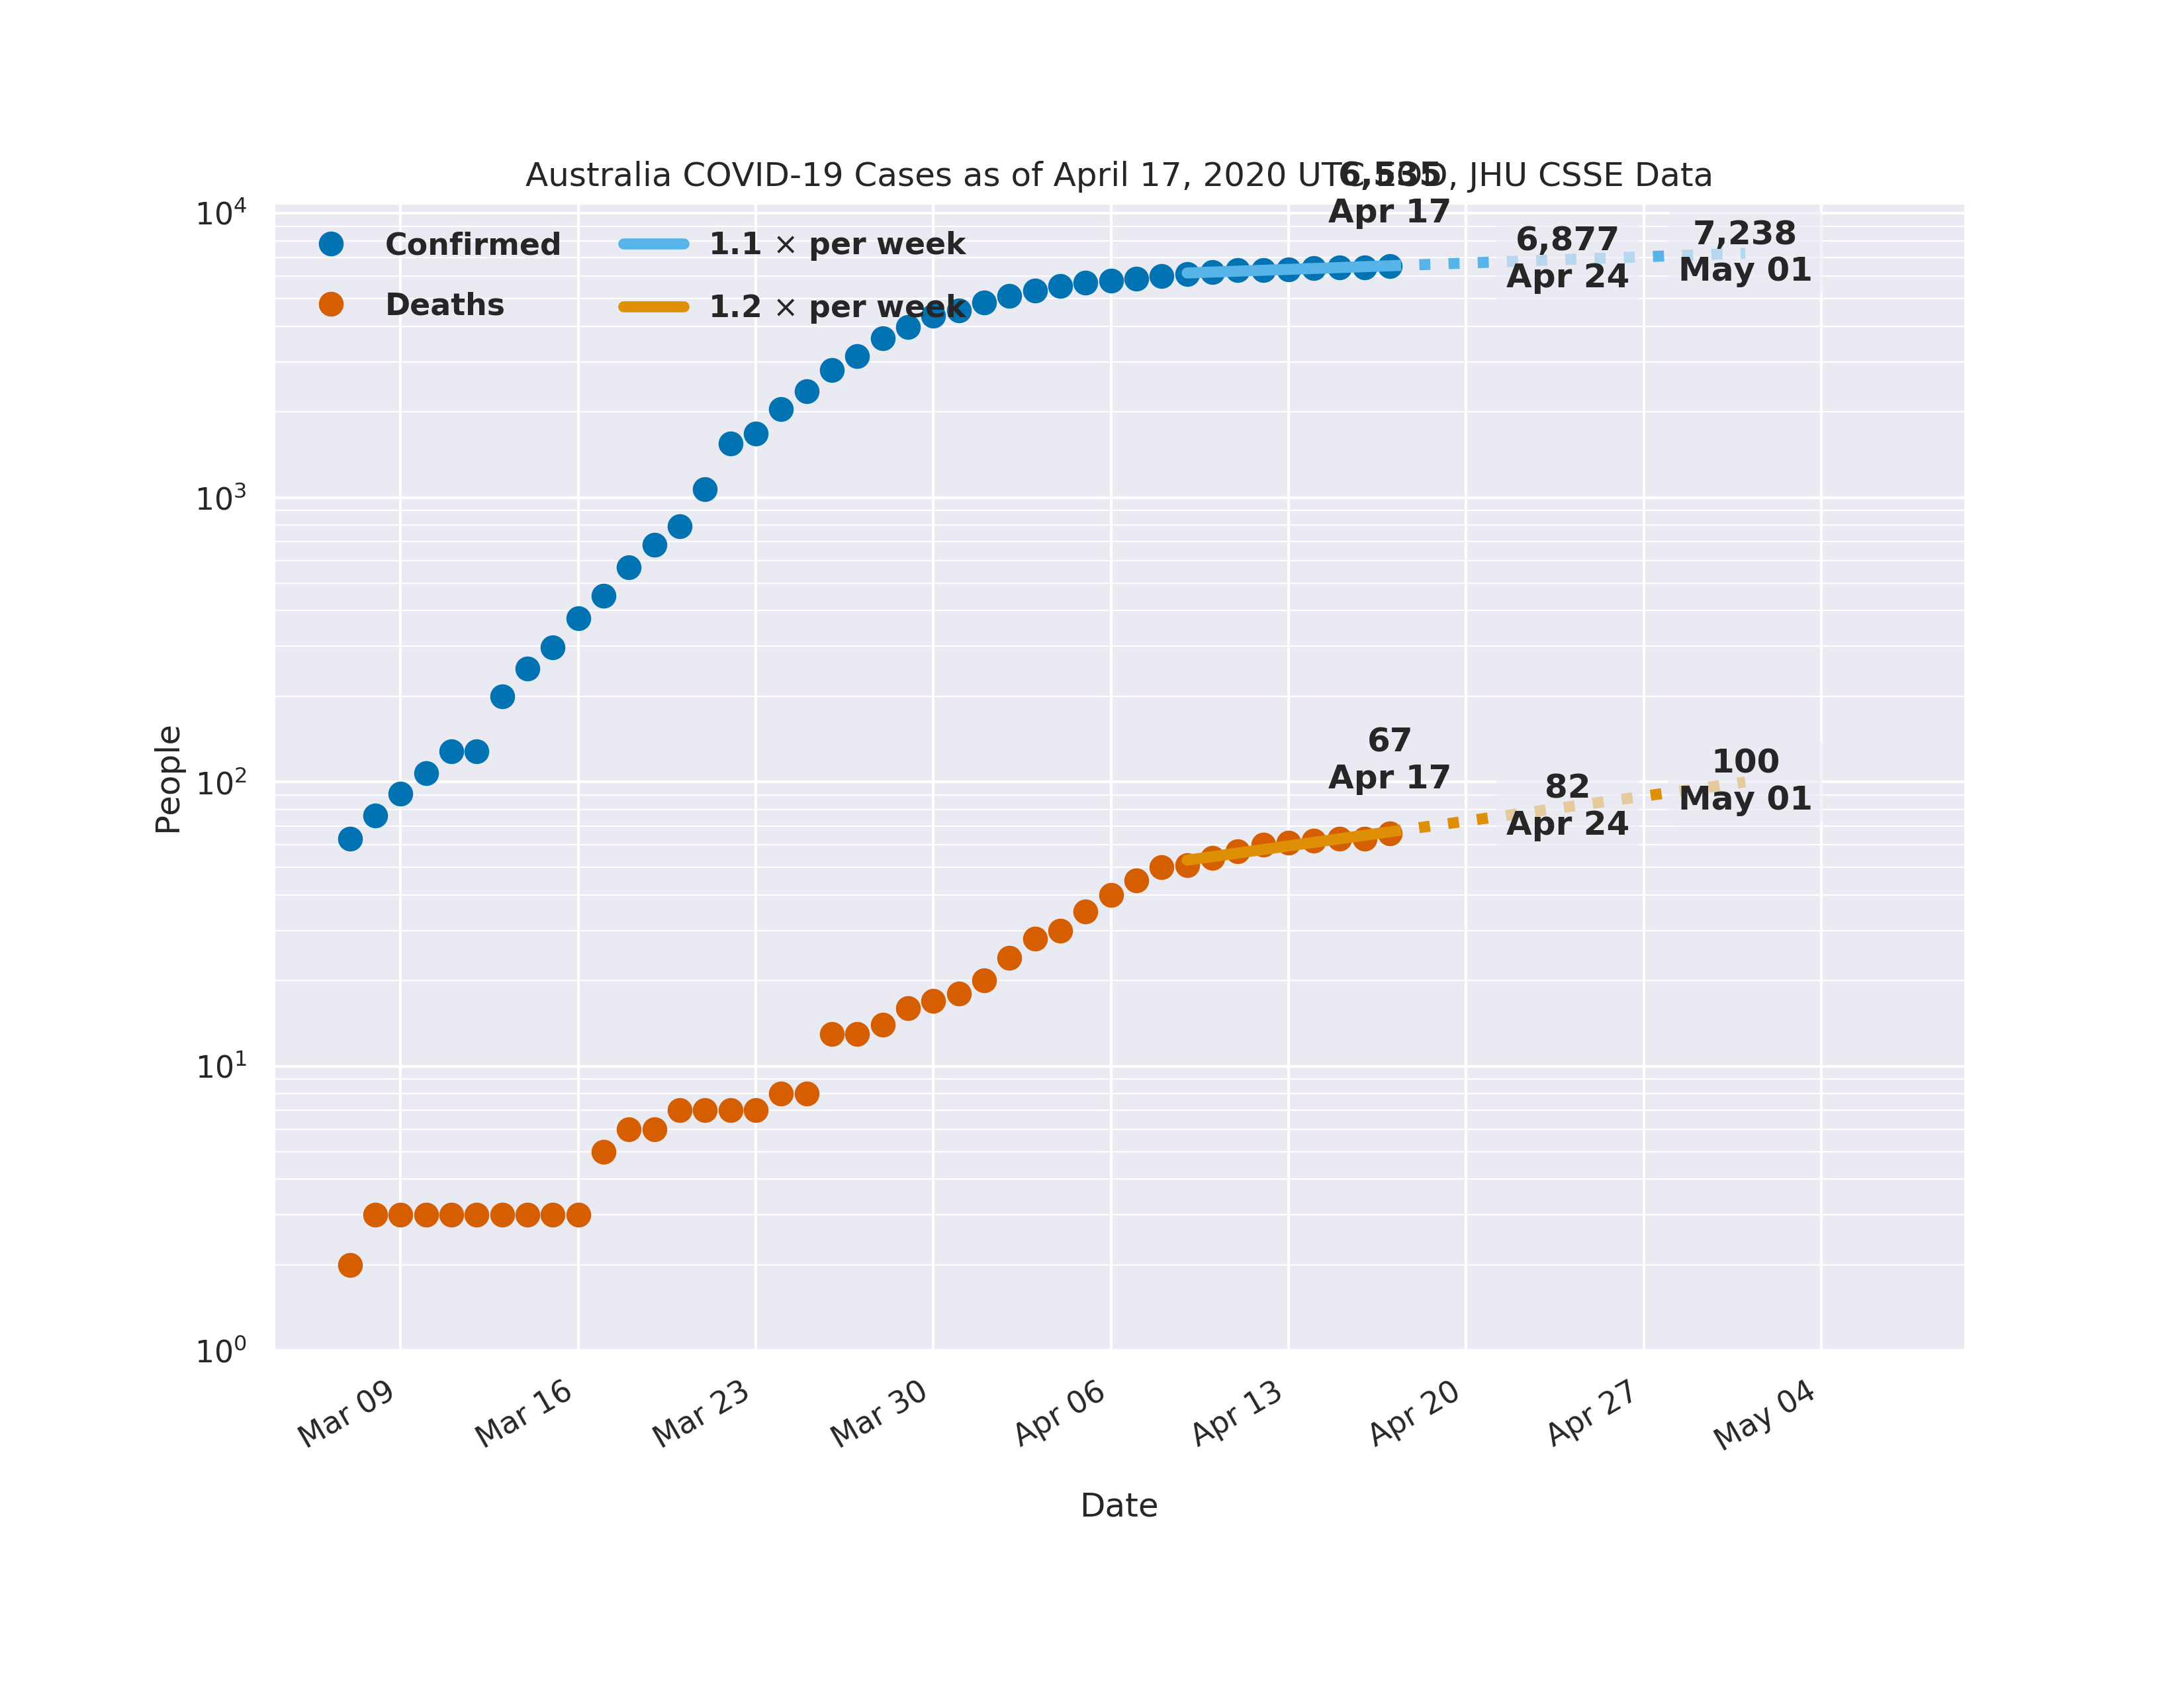 Australia COVID-19 Cases as of April 17, 2020 UTC EOD, JHU CSSE Data
6,535
Apr 17
6,877
Apr 24
7,238
May 01
Confirmed
Deaths
1.1 × per week
1.2 × per week
67
Apr 17
82
Apr 24
100
May 01
People
10⁴
10³
10²
10¹
10⁰
Mar 09
Mar 16
Mar 23
Mar 30
Apr 06
Apr 13
Apr 20
Apr 27
May 04
Date